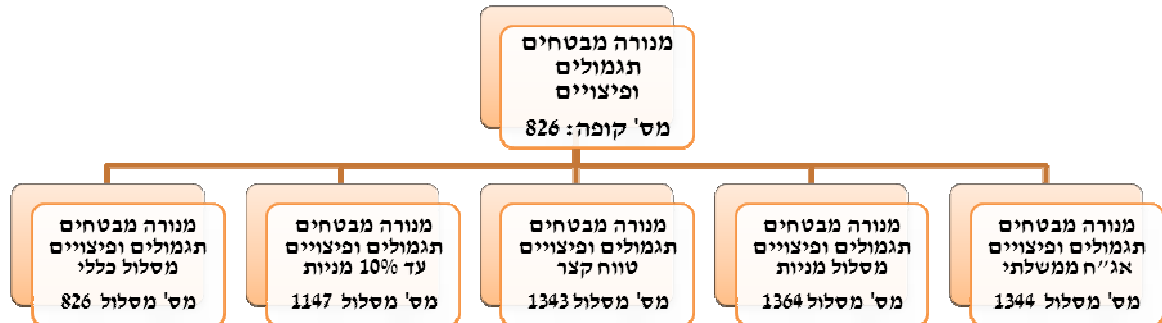 מנורה מבטחים
תגמולים
ופיצויים
מס' קופה: 826
מנורה מבטחים
תגמולים ופיצויים
אג״ח ממשלתי
מס' מסלול 1344
מנורה מבטחים
תגמולים ופיצויים
מסלול מניות
מס' מסלול 1364
מנורה מבטחים
תגמולים ופיצויים
טווח קצר
מס' מסלול 1343
מנורה מבטחים
תגמולים ופיצויים
עד 10% מניות
מס' מסלול 1147
מנורה מבטחים
תגמולים ופיצויים
מסלול כללי
מס' מסלול 826